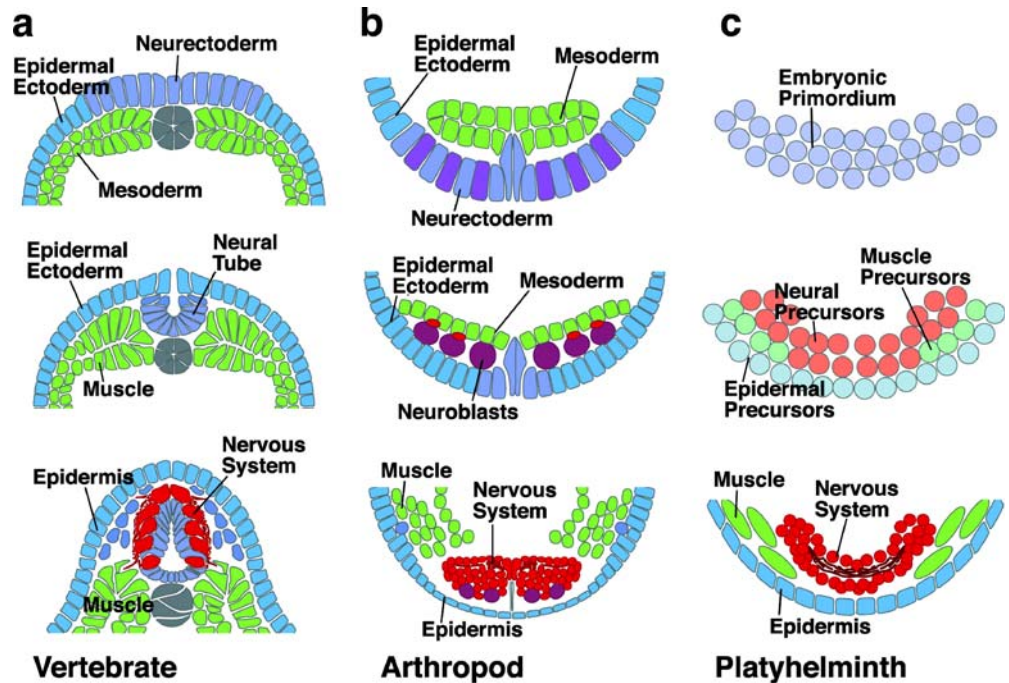 a
Neurectoderm
Epidermal
Ectoderm
Mesoderm
Epidermal
Ectoderm
Neural
Tube
Muscle
Nervous
System
Epidermis
Muscle
Vertebrate
b
Epidermal
Ectoderm
Mesoderm
Neurectoderm
Epidermal
Ectoderm
Mesoderm
Neuroblasts
Muscle
Nervous
System
Epidermis
Arthropod
c
Embryonic
Primordium
Muscle
Precursors
Neural
Precursors
Epidermal
Precursors
Muscle
Nervous
System
Epidermis
Platyhelminth